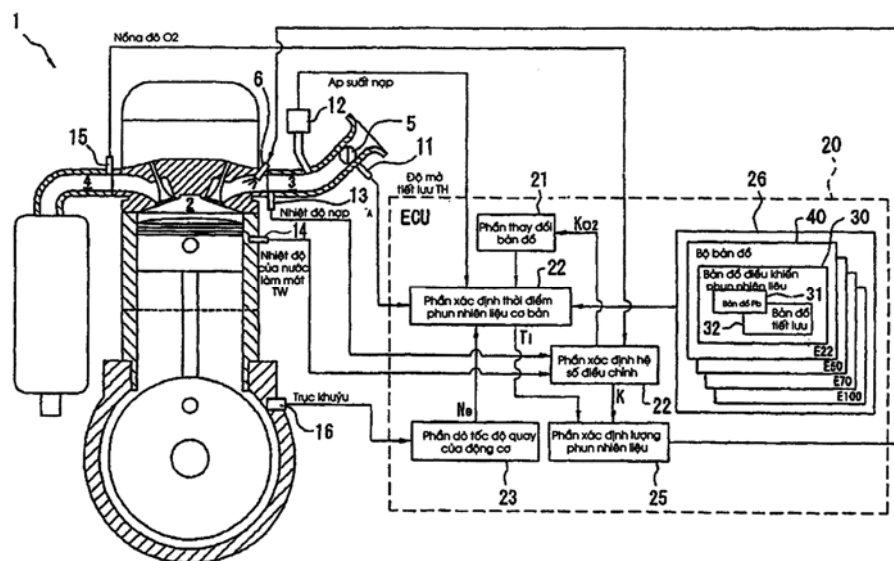 1
Nồng độ O2
6
Áp suất nạp
12
5
11
15
4
3
13
2
Độ mở
tiết lưu TH
Nhiệt độ nạp
A
14
Nhiệt độ
của nước
làm mát
TW
20
ECU
21
Phần thay đổi
bản đồ
KO2
22
Phần xác định thời điểm
phun nhiên liệu cơ bản
TI
26
40
30
Bộ bản đồ
Bản đồ điều khiển
phun nhiên liệu
31
Bản đồ Pb
Bản đồ
tiết lưu
32
E22
E60
E70
E100
Phần xác định hệ
số điều chỉnh
22
K
Ne
Trục khuỷu
16
Phần dò tốc độ quay
của động cơ
23
Phần xác định lượng
phun nhiên liệu
25